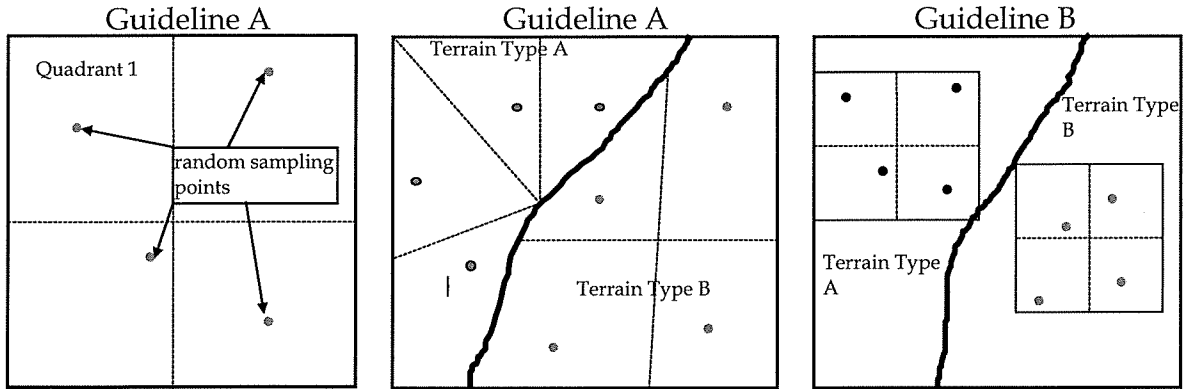 Guideline A
Quadrant 1
random sampling
points
Guideline A
Terrain Type A
Terrain Type B
Guideline B
Terrain Type
B
Terrain Type
A